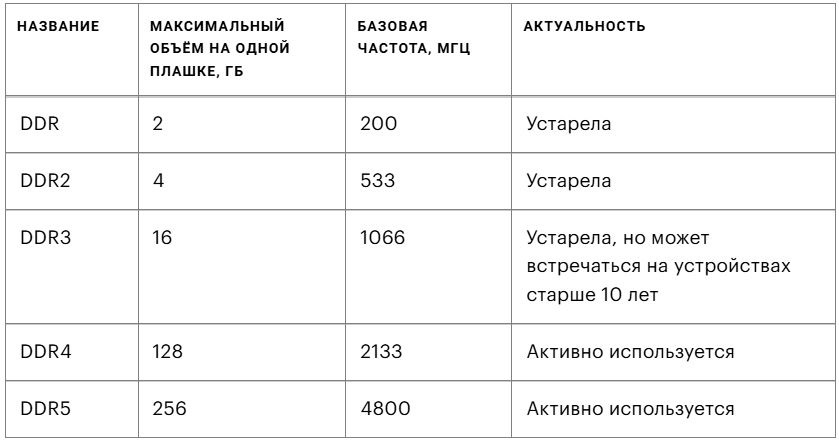 НАЗВАНИЕ
МАКСИМАЛЬНЫЙ
ОБЪЁМ НА ОДНОЙ
ПЛАШКЕ, ГБ
БАЗОВАЯ
ЧАСТОТА, МГЦ
АКТУАЛЬНОСТЬ
DDR 2 200 Устарела
DDR2 4 533 Устарела
DDR3 16 1066 Устарела, но может
встречаться на устройствах
старше 10 лет
DDR4 128 2133 Активно используется
DDR5 256 4800 Активно используется